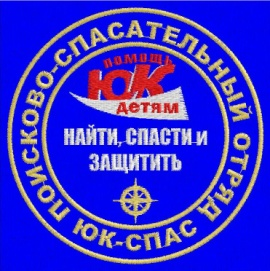 ПОИСКОВО-СПАСАТЕЛЬНЫЙ ОТРЯД
ЮК-СПАС
ПОМОЩЬ
ЮК
ДЕТЯМ
НАЙТИ, СПАСТИ и
ЗАЩИТИТЬ